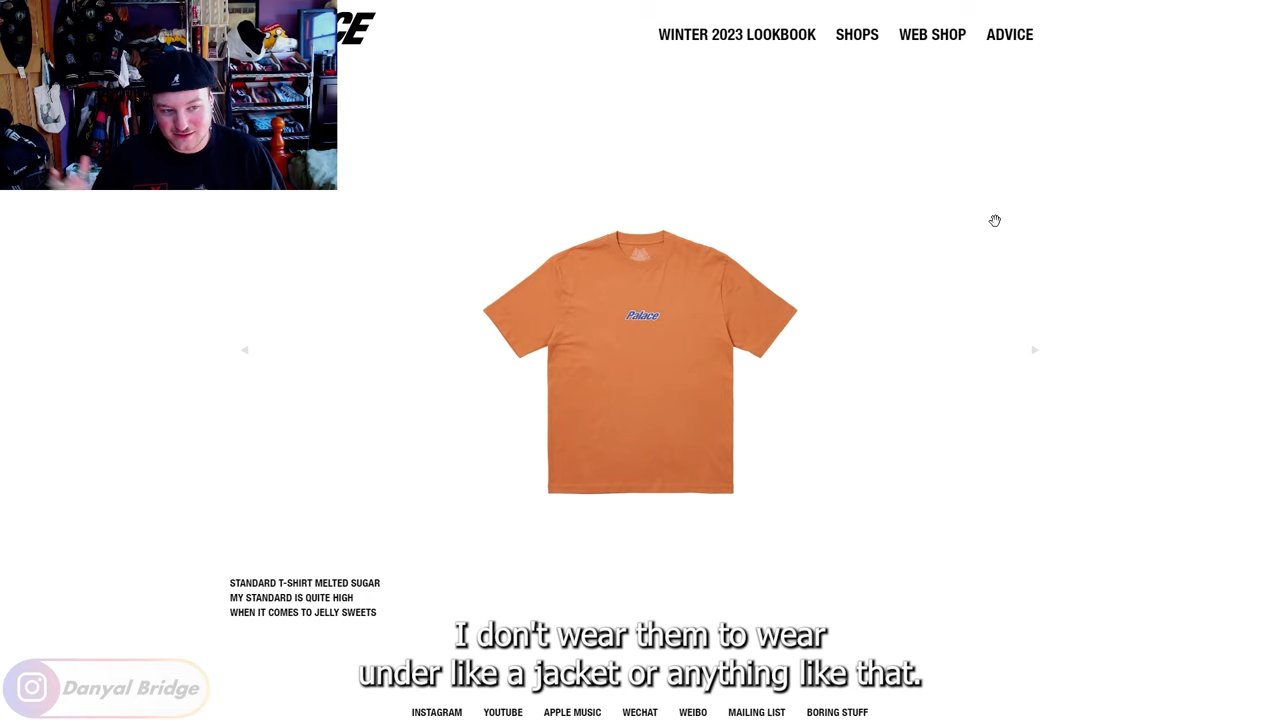 CE
WINTER 2023 LOOKBOOK SHOPS WEB SHOP ADVICE
Palace
STANDARD T-SHIRT MELTED SUGAR
MY STANDARD IS QUITE HIGH
WHEN IT COMES TO JELLY SWEETS
I don't wear them to wear
under like a jacket or anything like that.
Danyal Bridge
INSTAGRAM YOUTUBE APPLE MUSIC WECHAT WEIBO MAILING LIST BORING STUFF